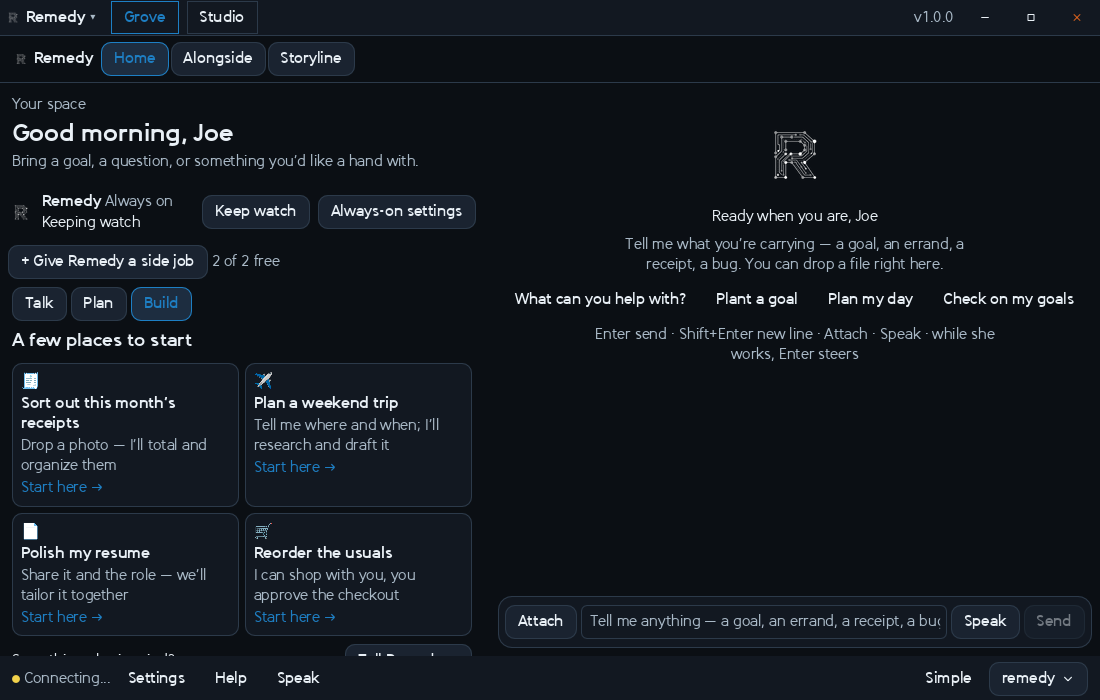 Remedy ▾ Grove Studio v1.0.0
Remedy Home Alongside Storyline
Your space
Good morning, Joe
Bring a goal, a question, or something you'd like a hand with.
Remedy Always on
Keeping watch
Keep watch Always-on settings
+ Give Remedy a side job 2 of 2 free
Talk Plan Build
A few places to start
Sort out this month's
receipts
Drop a photo — I'll total and
organize them
Start here →
Plan a weekend trip
Tell me where and when; I'll
research and draft it
Start here →
Polish my resume
Share it and the role — we'll
tailor it together
Start here →
Reorder the usuals
I can shop with you, you
approve the checkout
Start here →
Ready when you are, Joe
Tell me what you're carrying — a goal, an errand, a
receipt, a bug. You can drop a file right here.
What can you help with? Plant a goal Plan my day Check on my goals
Enter send · Shift+Enter new line · Attach · Speak · while she
works, Enter steers
Attach Tell me anything — a goal, an errand, a receipt, a bug Speak Send
Connecting... Settings Help Speak Simple remedy